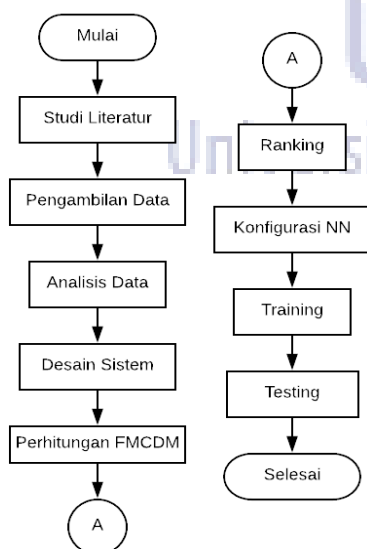 Mulai
Studi Literatur
Pengambilan Data
Analisis Data
Desain Sistem
Perhitungan FMCDM
A
A
Ranking
Konfigurasi NN
Training
Testing
Selesai